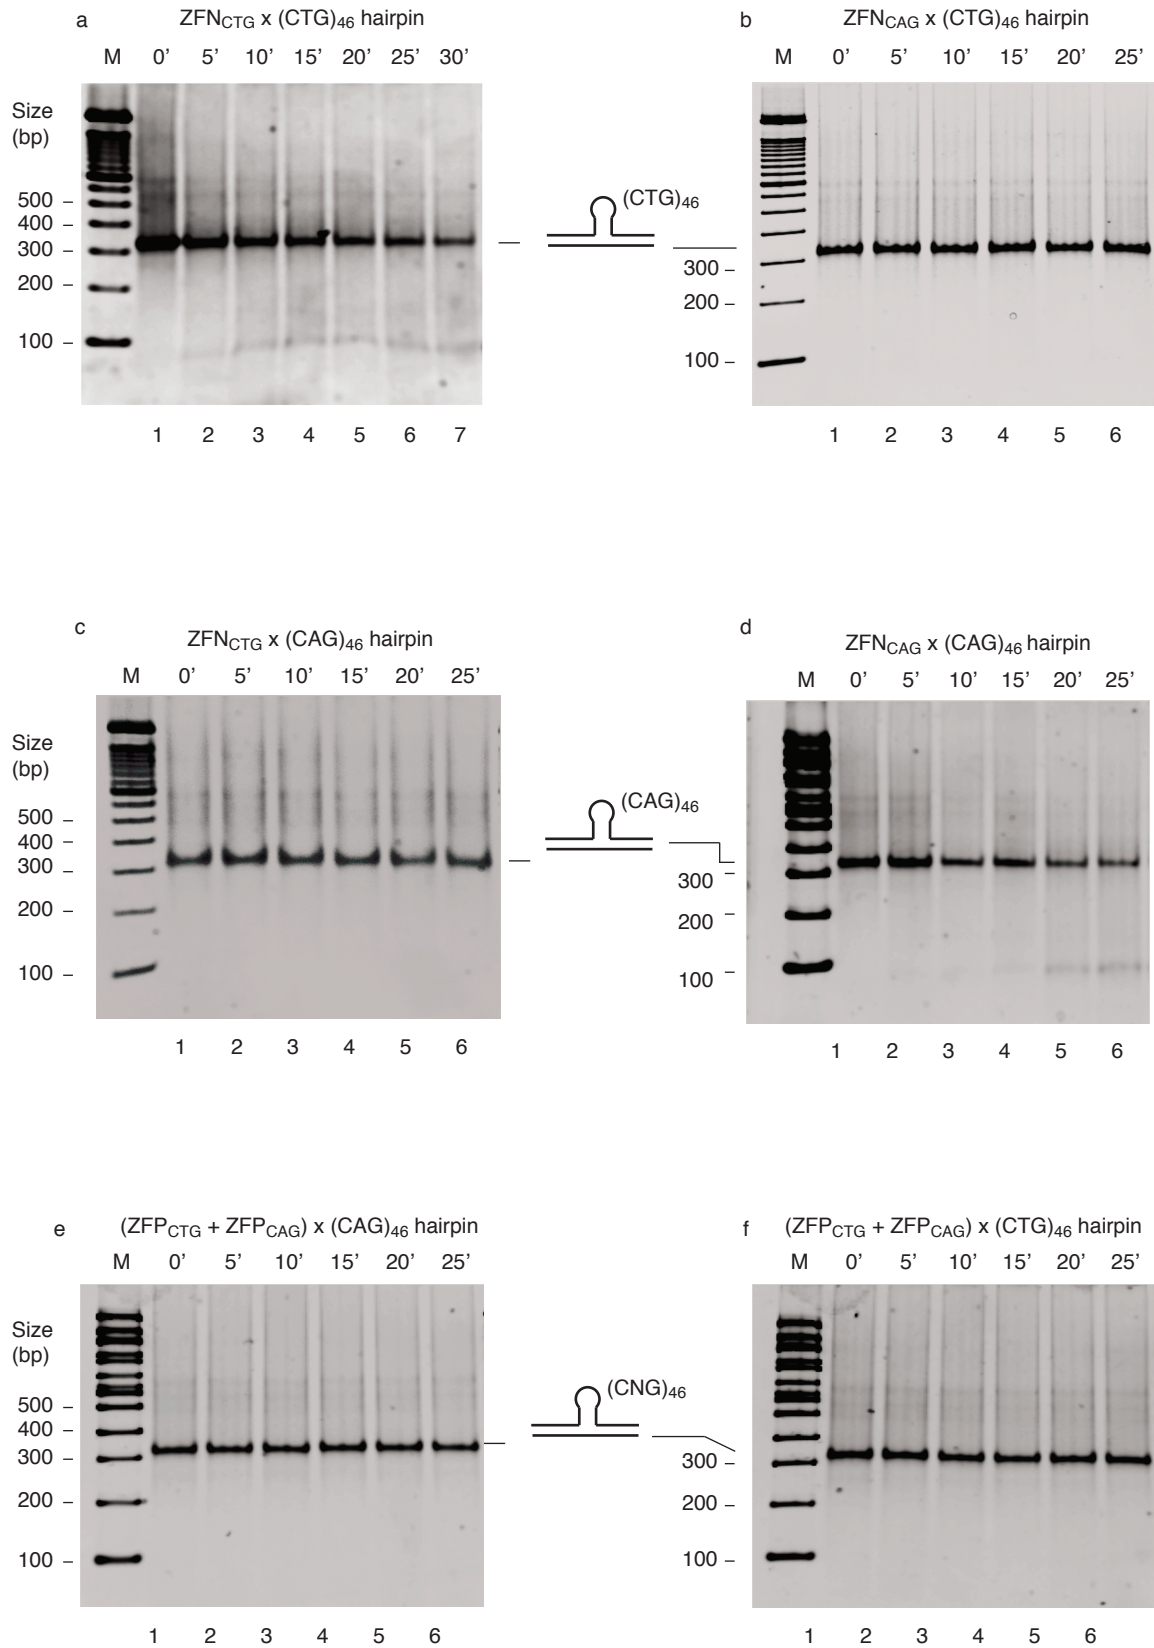 a
ZFNCTG x (CTG)46 hairpin
M 0’ 5’ 10’ 15’ 20’ 25’ 30’
Size
(bp)
500 –
400 –
300 –
200 –
100 –
1 2 3 4 5 6 7
(CTG)46
b
ZFNCAG x (CTG)46 hairpin
M 0’ 5’ 10’ 15’ 20’ 25’
300 –
200 –
100 –
1 2 3 4 5 6
c
ZFNCTG x (CAG)46 hairpin
M 0’ 5’ 10’ 15’ 20’ 25’
Size
(bp)
500 –
400 –
300 –
200 –
100 –
1 2 3 4 5 6
(CAG)46
d
ZFNCAG x (CAG)46 hairpin
M 0’ 5’ 10’ 15’ 20’ 25’
300 –
200 –
100 –
1 2 3 4 5 6
e
(ZFPCTG + ZFPCAG) x (CAG)46 hairpin
M 0’ 5’ 10’ 15’ 20’ 25’
Size
(bp)
500 –
400 –
300 –
200 –
100 –
1 2 3 4 5 6
(CNG)46
f
(ZFPCTG + ZFPCAG) x (CTG)46 hairpin
M 0’ 5’ 10’ 15’ 20’ 25’
300 –
200 –
100 –
1 2 3 4 5 6